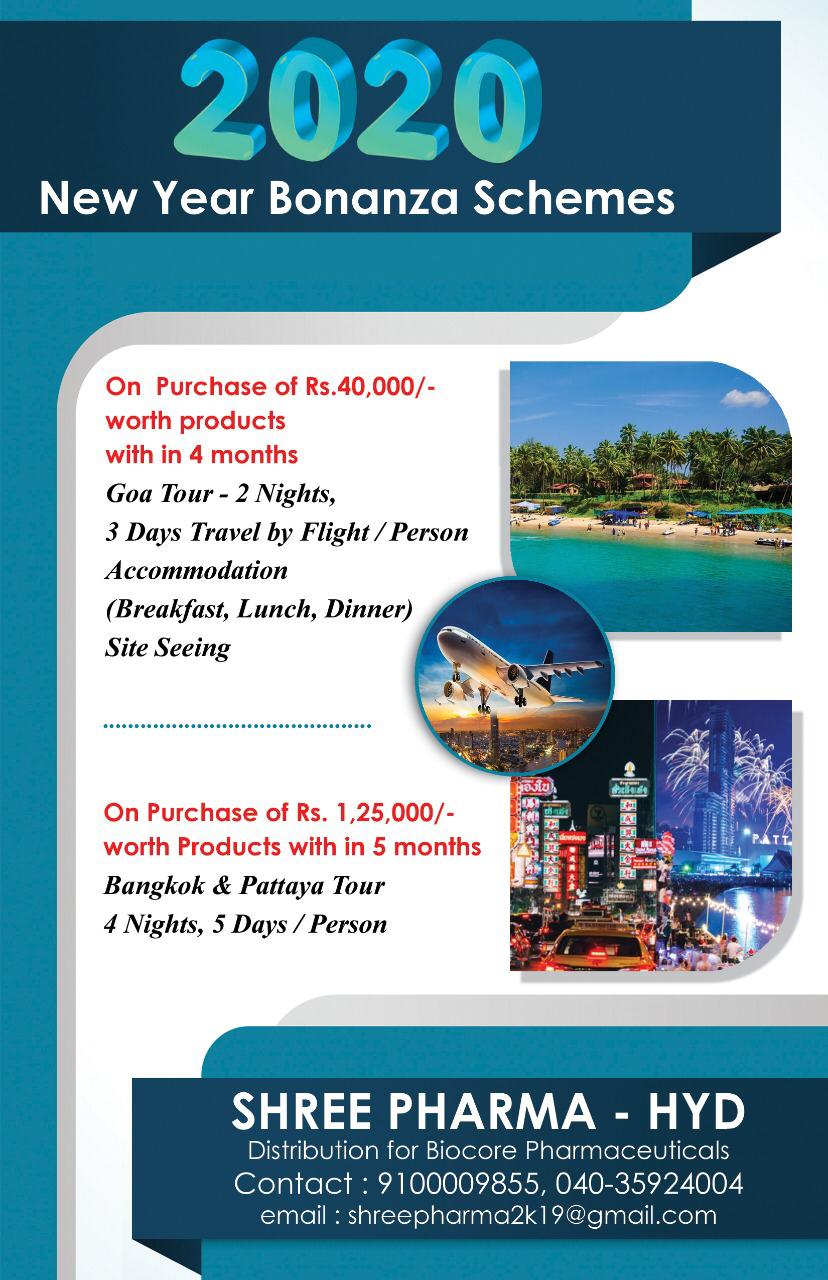 2020
New Year Bonanza Schemes
On Purchase of Rs.40,000/-
worth products
with in 4 months
Goa Tour - 2 Nights,
3 Days Travel by Flight / Person
Accommodation
(Breakfast, Lunch, Dinner)
Site Seeing
On Purchase of Rs. 1,25,000/-
worth Products with in 5 months
Bangkok & Pattaya Tour
4 Nights, 5 Days / Person
PATT
SHREE PHARMA - HYD
Distribution for Biocore Pharmaceuticals
Contact : 9100009855, 040-35924004
email : shreepharma2k19@gmail.com